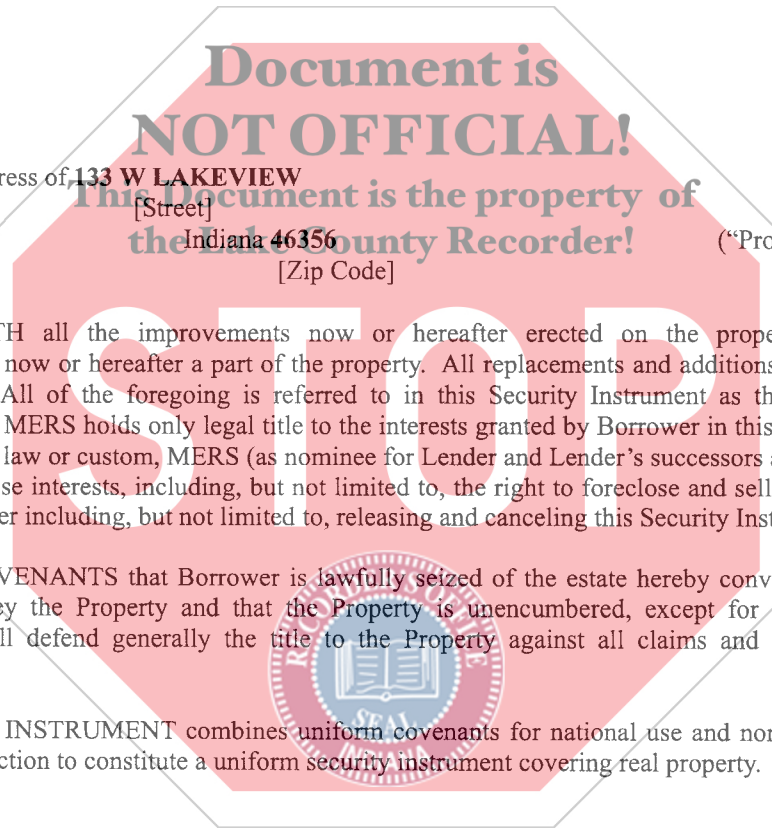 Document is
NOT OFFICIAL!
ress of 133 W LAKEVIEW
This Document is the property of
[Street]
the Lake County Recorder!
Indiana 46356 (“Pro
[Zip Code]
STOP
TH all the improvements now or hereafter erected on the prope
now or hereafter a part of the property. All replacements and additions
All of the foregoing is referred to in this Security Instrument as th
MERS holds only legal title to the interests granted by Borrower in this
law or custom, MERS (as nominee for Lender and Lender’s successors a
se interests, including, but not limited to, the right to foreclose and sell
er including, but not limited to, releasing and canceling this Security Inst
VENANTS that Borrower is lawfully seized of the estate hereby conv
ey the Property and that the Property is unencumbered, except for
ll defend generally the title to the Property against all claims and
RECORDER'S OFFICE
SEAL
INDIANA
INSTRUMENT combines uniform covenants for national use and non
ction to constitute a uniform security instrument covering real property.